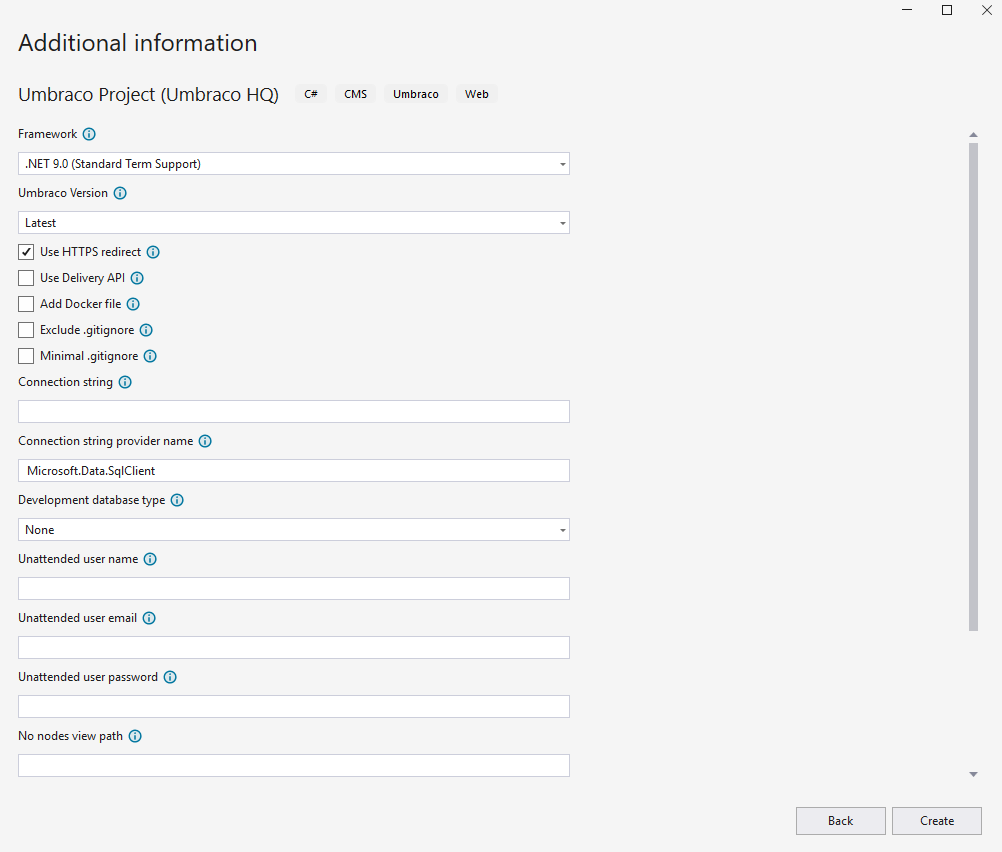 Additional information
Umbraco Project (Umbraco HQ) C# CMS Umbraco Web
Framework
.NET 9.0 (Standard Term Support)
Umbraco Version
Latest
Use HTTPS redirect
Use Delivery API
Add Docker file
Exclude .gitignore
Minimal .gitignore
Connection string
Connection string provider name
Microsoft.Data.SqlClient
Development database type
None
Unattended user name
Unattended user email
Unattended user password
No nodes view path
Back Create